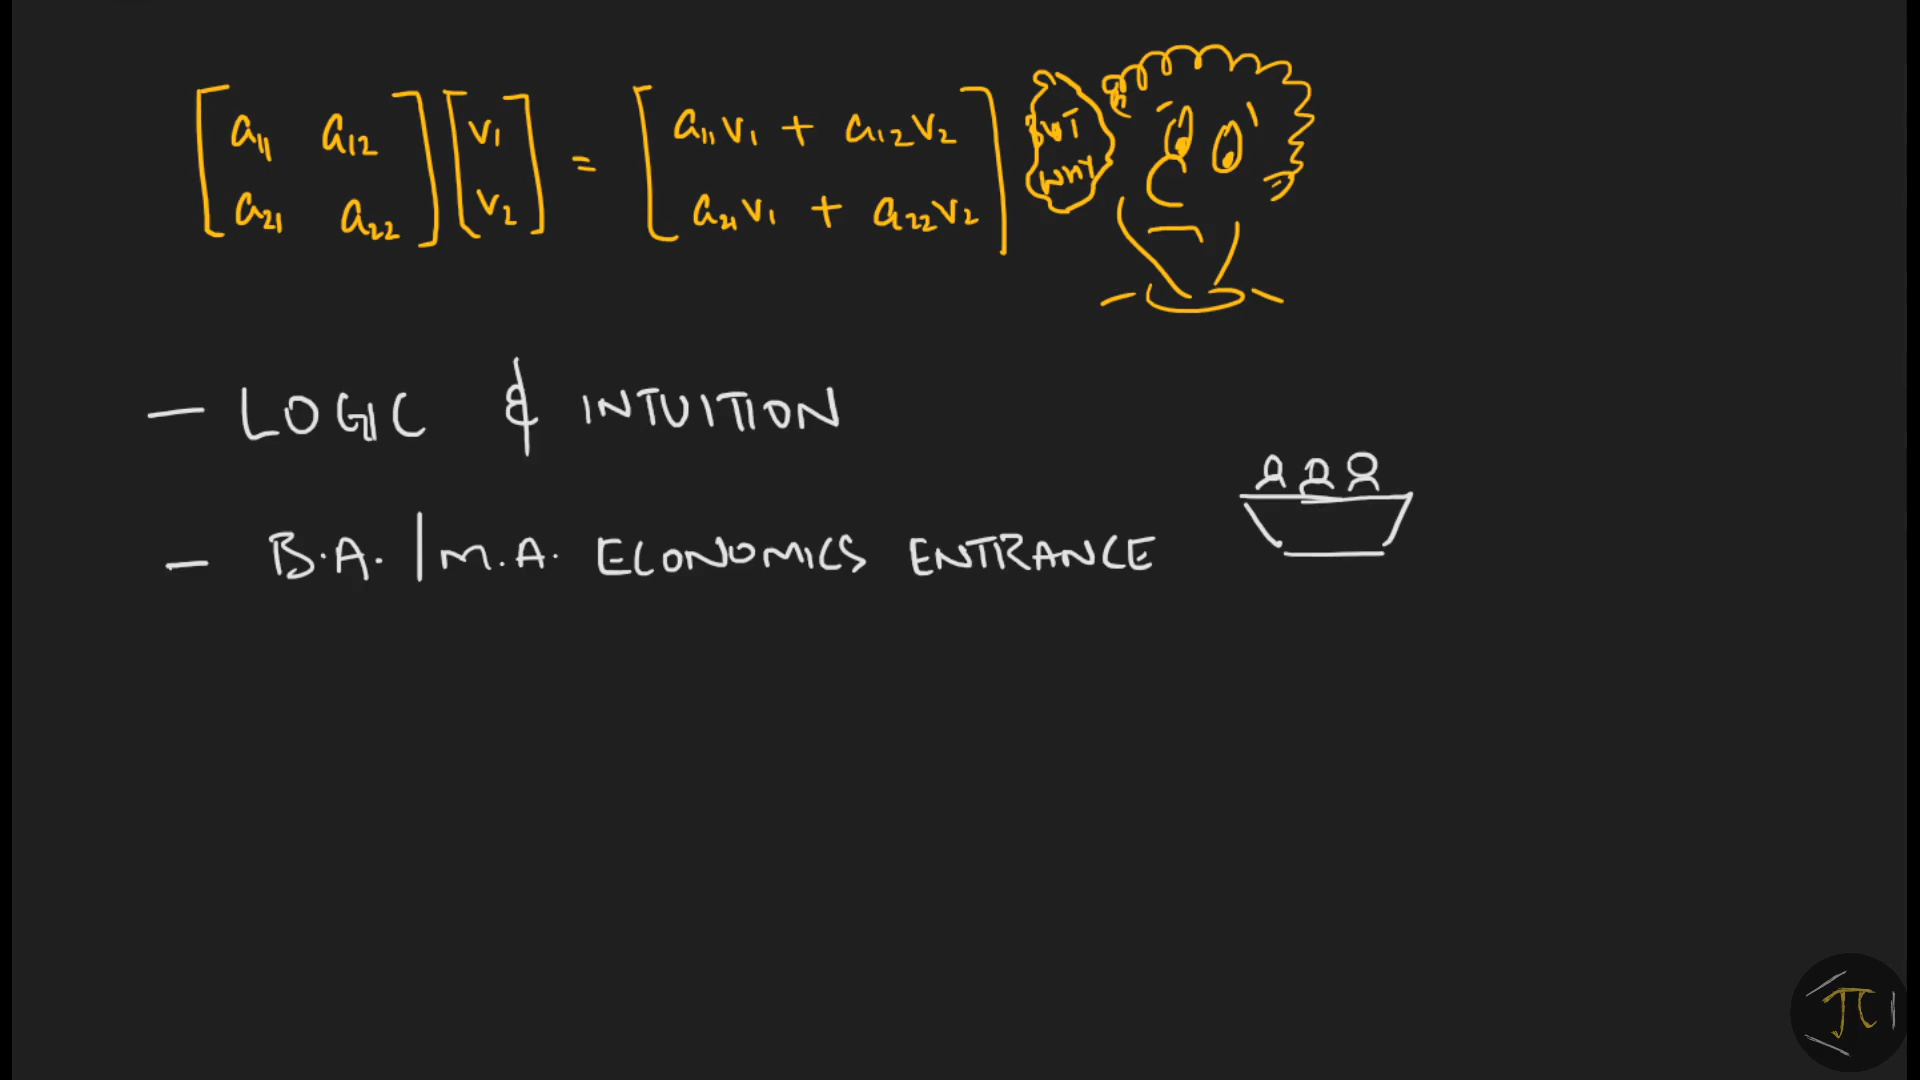 [a₁₁ a₁₂] [v₁] = [a₁₁v₁ + a₁₂v₂]
[a₂₁ a₂₂] [v₂] [a₂₁v₁ + a₂₂v₂]
BUT
WHY
— LOGIC & INTUITION
— B.A. | M.A. ECONOMICS ENTRANCE
π